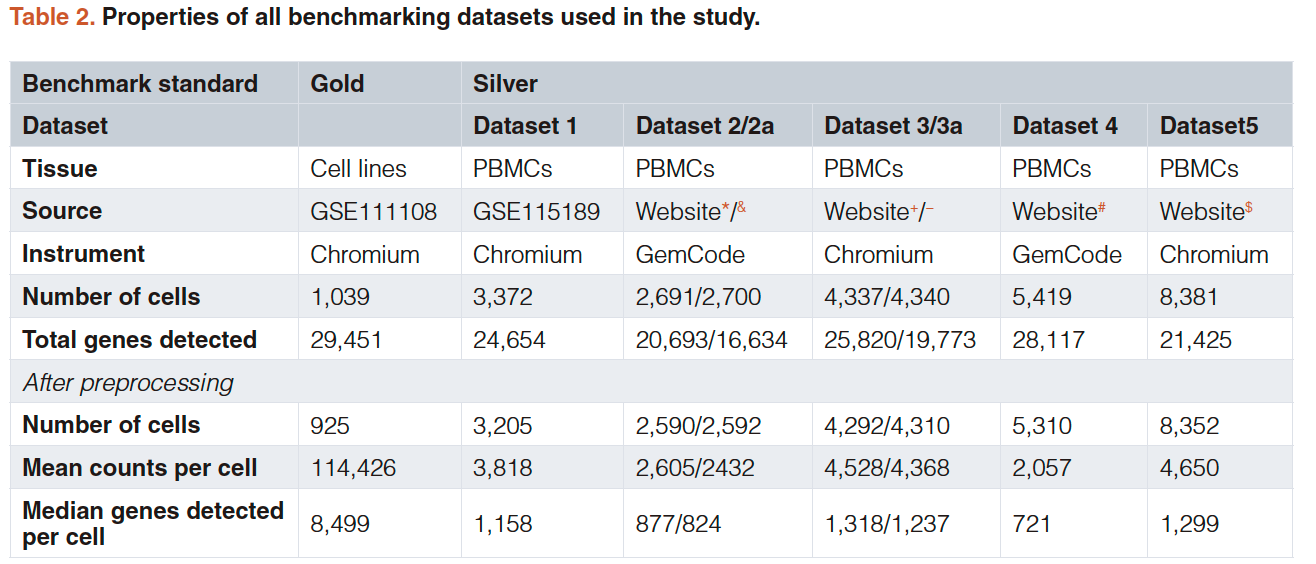 Table 2. Properties of all benchmarking datasets used in the study.
Benchmark standard Gold Silver
Dataset Dataset 1 Dataset 2/2a Dataset 3/3a Dataset 4 Dataset5
Tissue Cell lines PBMCs PBMCs PBMCs PBMCs PBMCs
Source GSE111108 GSE115189 Website*/& Website+/− Website# Website$
Instrument Chromium Chromium GemCode Chromium GemCode Chromium
Number of cells 1,039 3,372 2,691/2,700 4,337/4,340 5,419 8,381
Total genes detected 29,451 24,654 20,693/16,634 25,820/19,773 28,117 21,425
After preprocessing
Number of cells 925 3,205 2,590/2,592 4,292/4,310 5,310 8,352
Mean counts per cell 114,426 3,818 2,605/2432 4,528/4,368 2,057 4,650
Median genes detected
per cell 8,499 1,158 877/824 1,318/1,237 721 1,299